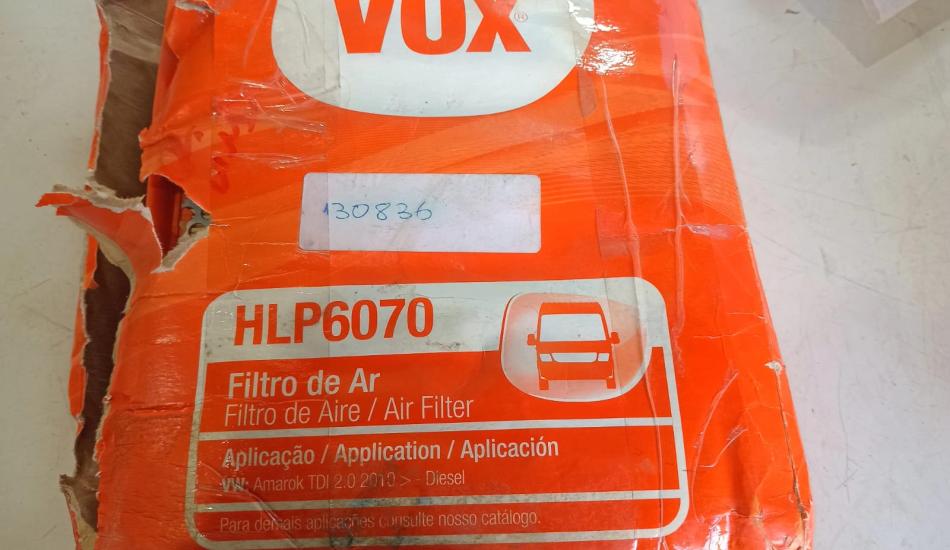 VOX®
130836
HLP6070
Filtro de Ar
Filtro de Aire / Air Filter
Aplicação / Application / Aplicación
VW: Amarok TDI 2.0 2010 > - Diesel
Para demais aplicações consulte nosso catálogo.